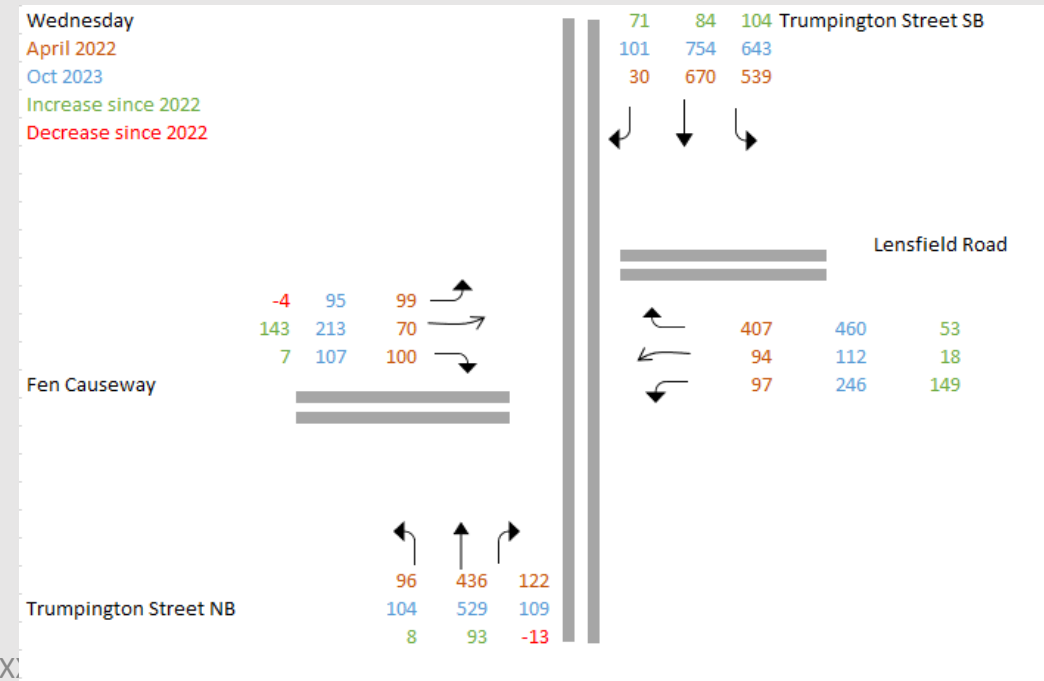 Wednesday
April 2022
Oct 2023
Increase since 2022
Decrease since 2022
71 84 104 Trumpington Street SB
101 754 643
30 670 539
Lensfield Road
-4 95 99
143 213 70
7 107 100
Fen Causeway
407 460 53
94 112 18
97 246 149
96 436 122
Trumpington Street NB 104 529 109
8 93 -13